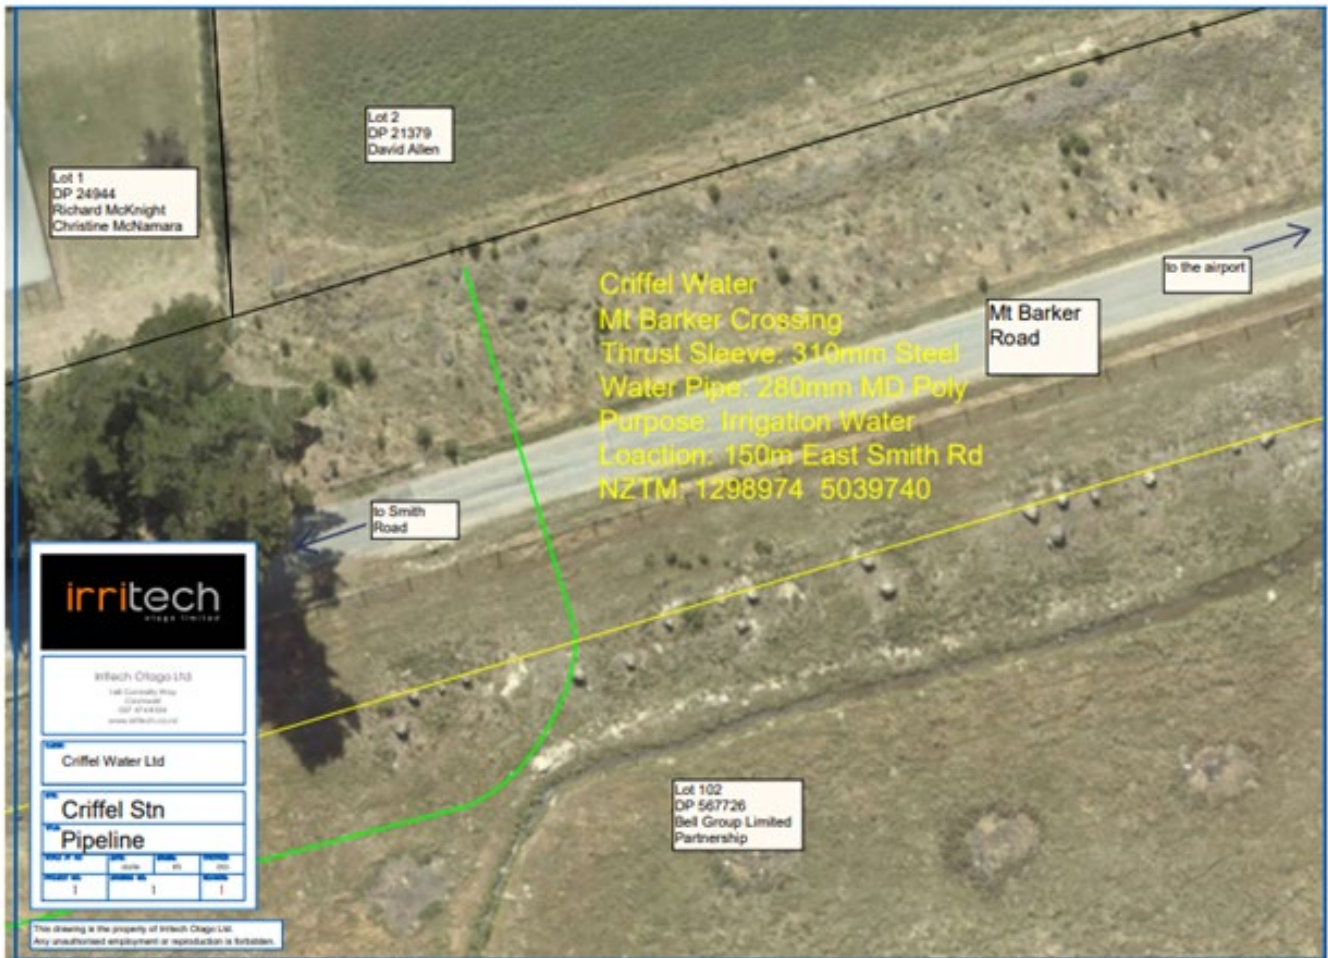 Lot 2
DP 21379
David Allen
Lot 1
DP 24944
Richard McKnight
Christine McNamara
to the airport
Criffel Water
Mt Barker Crossing
Thrust Sleeve: 310mm Steel
Water Pipe: 280mm MD Poly
Purpose: Irrigation Water
Loaction: 150m East Smith Rd
NZTM: 1298974 5039740
Mt Barker
Road
to Smith
Road
irritech
otago limited
Irritech Otago Ltd
Criffel Water Ltd
Criffel Stn
Pipeline
1
1
1
This drawing is the property of Irritech Otago Ltd.
Any unauthorised employment or reproduction is forbidden.
Lot 102
DP 567726
Bell Group Limited
Partnership